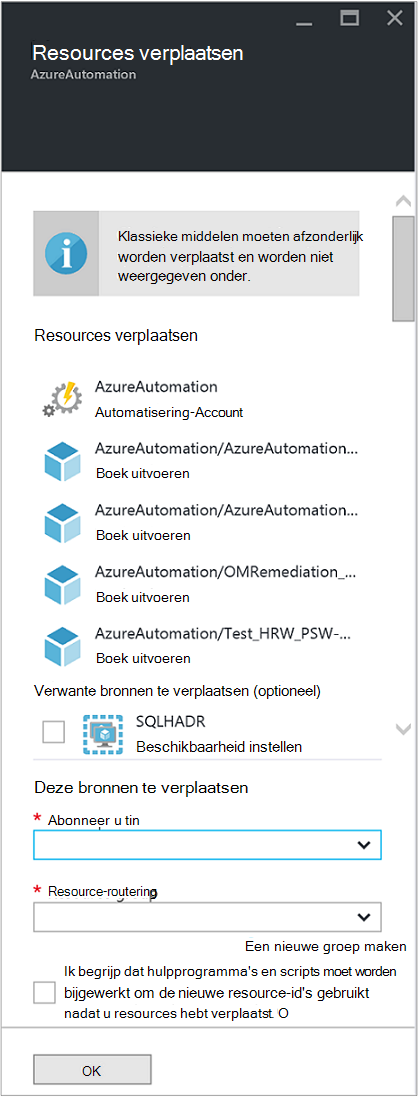 Resources verplaatsen
AzureAutomation
Klassieke middelen moeten afzonderlijk
worden verplaatst en worden niet
weergegeven onder.
Resources verplaatsen
AzureAutomation
Automatisering-Account
AzureAutomation/AzureAutomation...
Boek uitvoeren
AzureAutomation/AzureAutomation...
Boek uitvoeren
AzureAutomation/OMRemediation_...
Boek uitvoeren
AzureAutomation/Test_HRW_PSW-...
Boek uitvoeren
Verwante bronnen te verplaatsen (optioneel)
SQLHADR
Beschikbaarheid instellen
Deze bronnen te verplaatsen
* Abonneer u tin
* Resource-routering
Een nieuwe groep maken
Ik begrijp dat hulpprogramma's en scripts moet worden
bijgewerkt om de nieuwe resource-id's gebruikt
nadat u resources hebt verplaatst.
OK